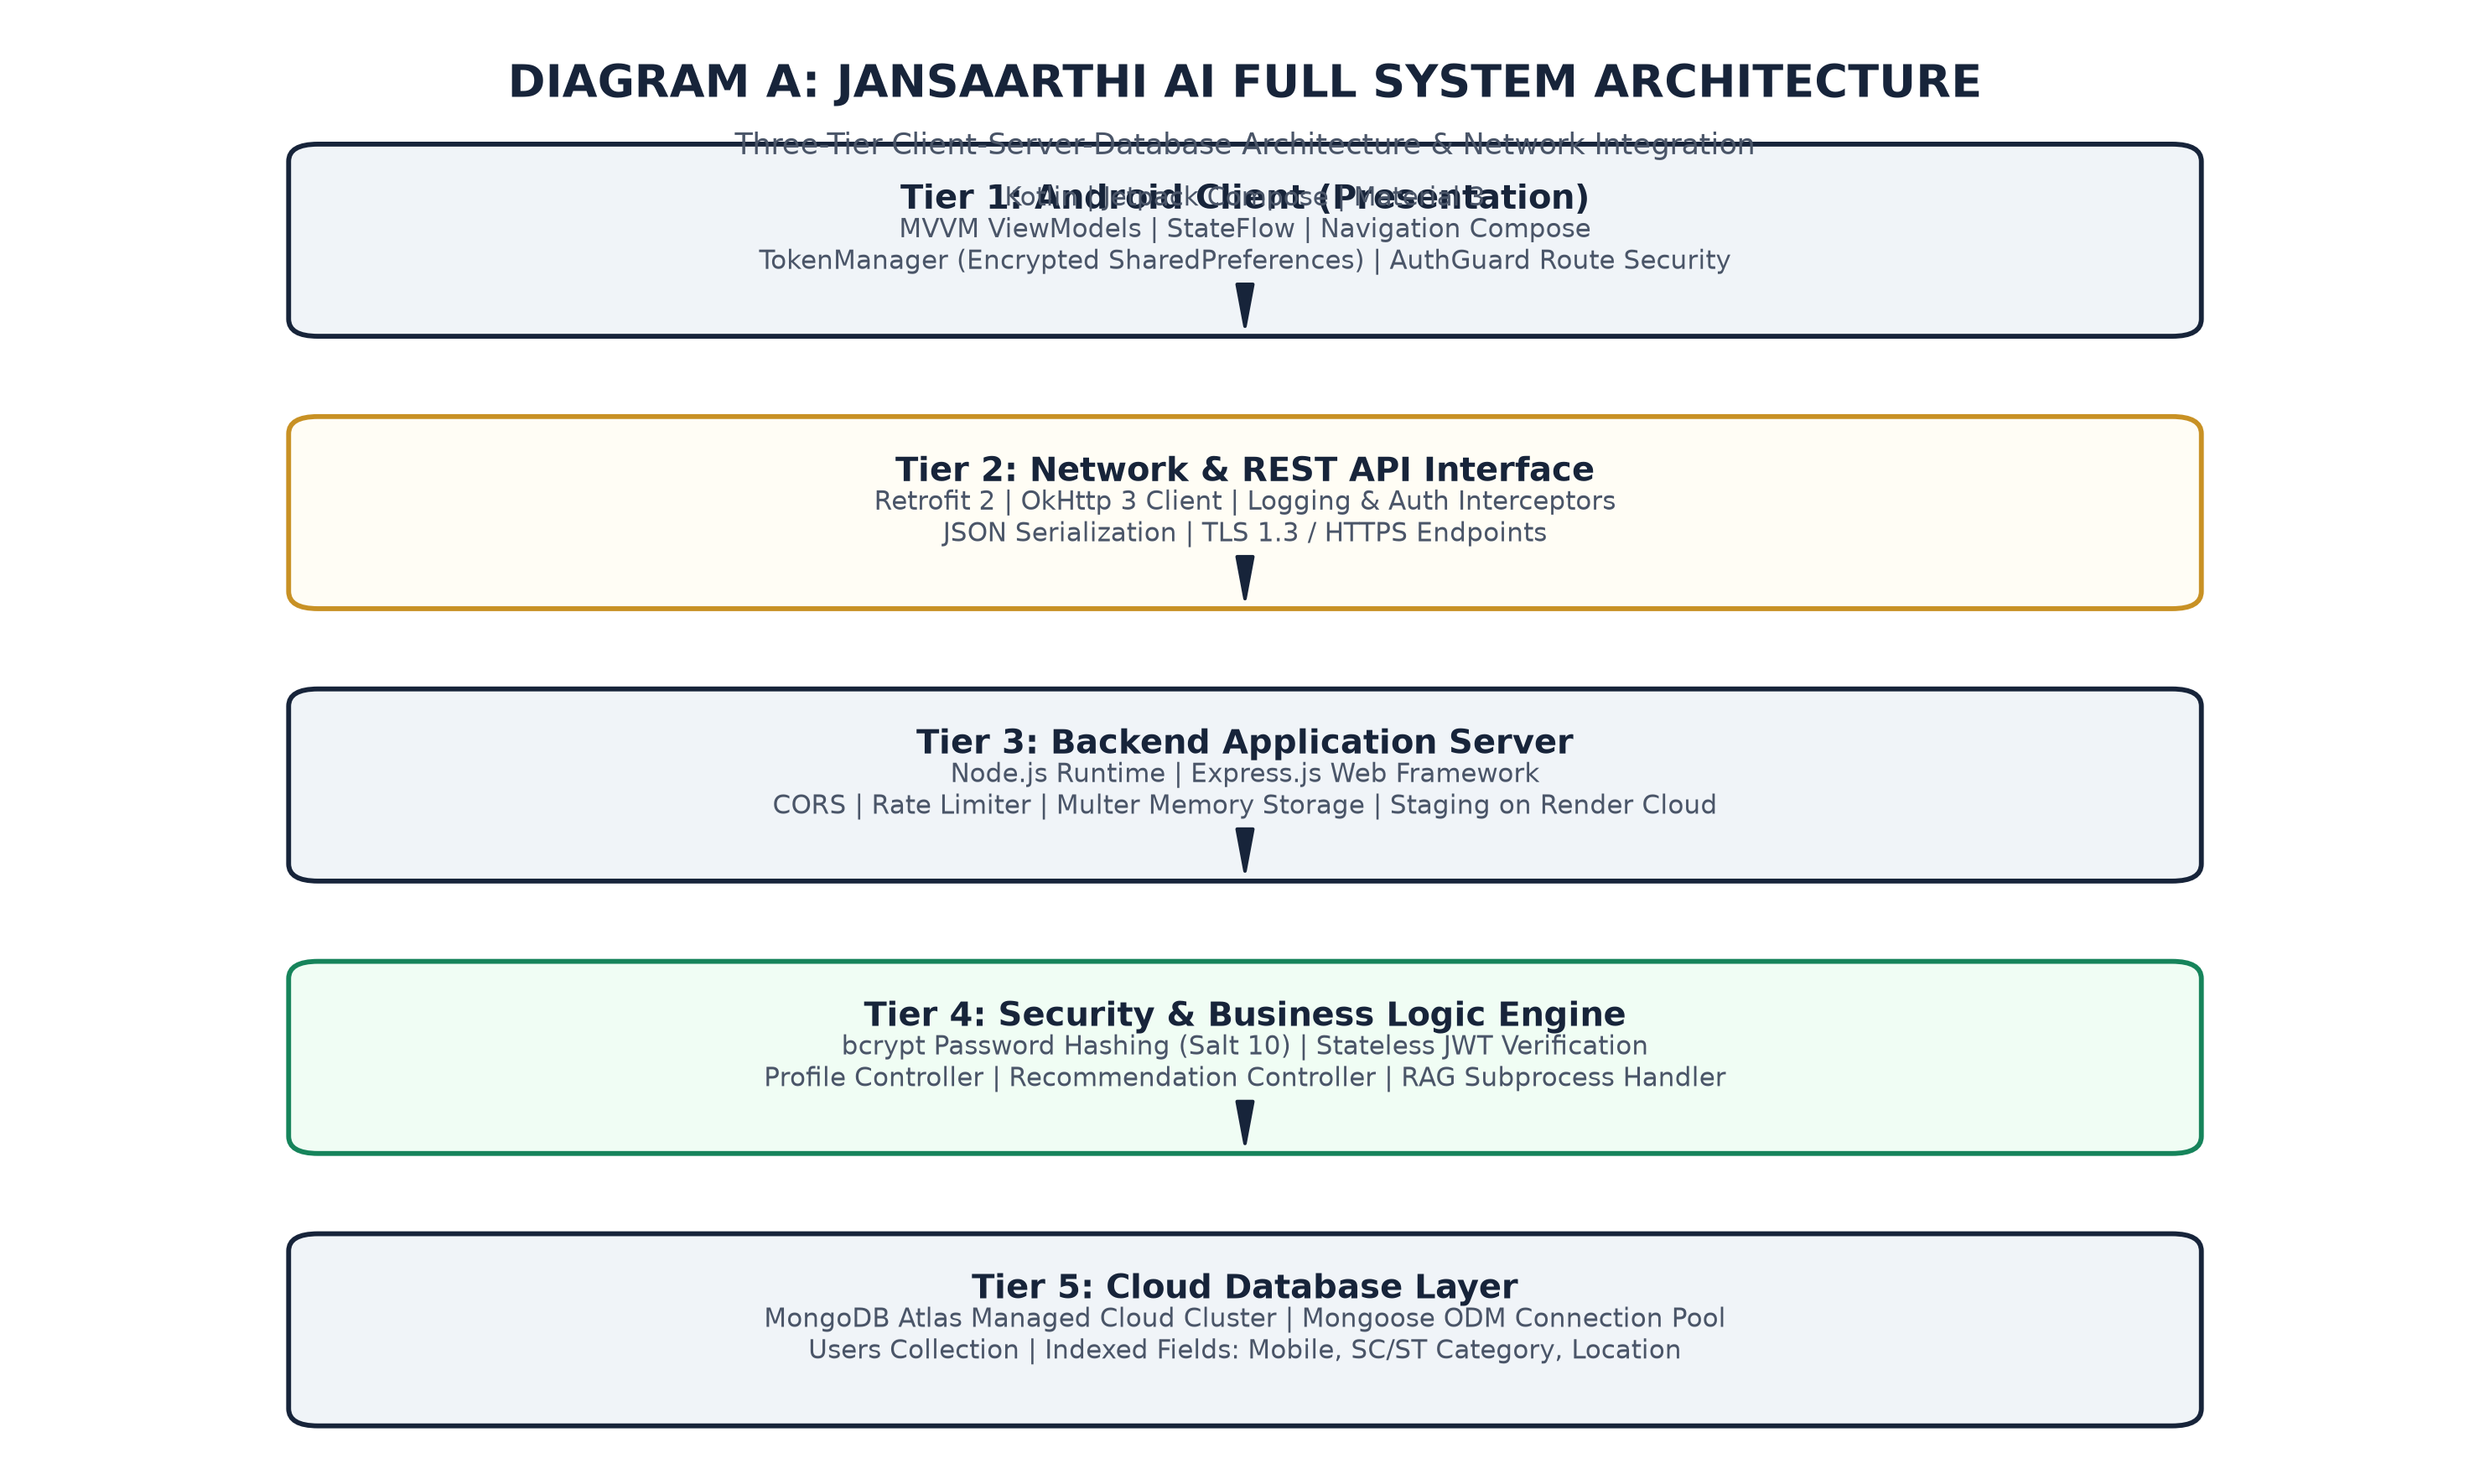 DIAGRAM A: JANSAARTHI AI FULL SYSTEM ARCHITECTURE
Three-Tier Client-Server-Database Architecture & Network Integration
Tier 1: Android Client (Presentation)
Kotlin | Jetpack Compose | Material 3
MVVM ViewModels | StateFlow | Navigation Compose
TokenManager (Encrypted SharedPreferences) | AuthGuard Route Security
Tier 2: Network & REST API Interface
Retrofit 2 | OkHttp 3 Client | Logging & Auth Interceptors
JSON Serialization | TLS 1.3 / HTTPS Endpoints
Tier 3: Backend Application Server
Node.js Runtime | Express.js Web Framework
CORS | Rate Limiter | Multer Memory Storage | Staging on Render Cloud
Tier 4: Security & Business Logic Engine
bcrypt Password Hashing (Salt 10) | Stateless JWT Verification
Profile Controller | Recommendation Controller | RAG Subprocess Handler
Tier 5: Cloud Database Layer
MongoDB Atlas Managed Cloud Cluster | Mongoose ODM Connection Pool
Users Collection | Indexed Fields: Mobile, SC/ST Category, Location